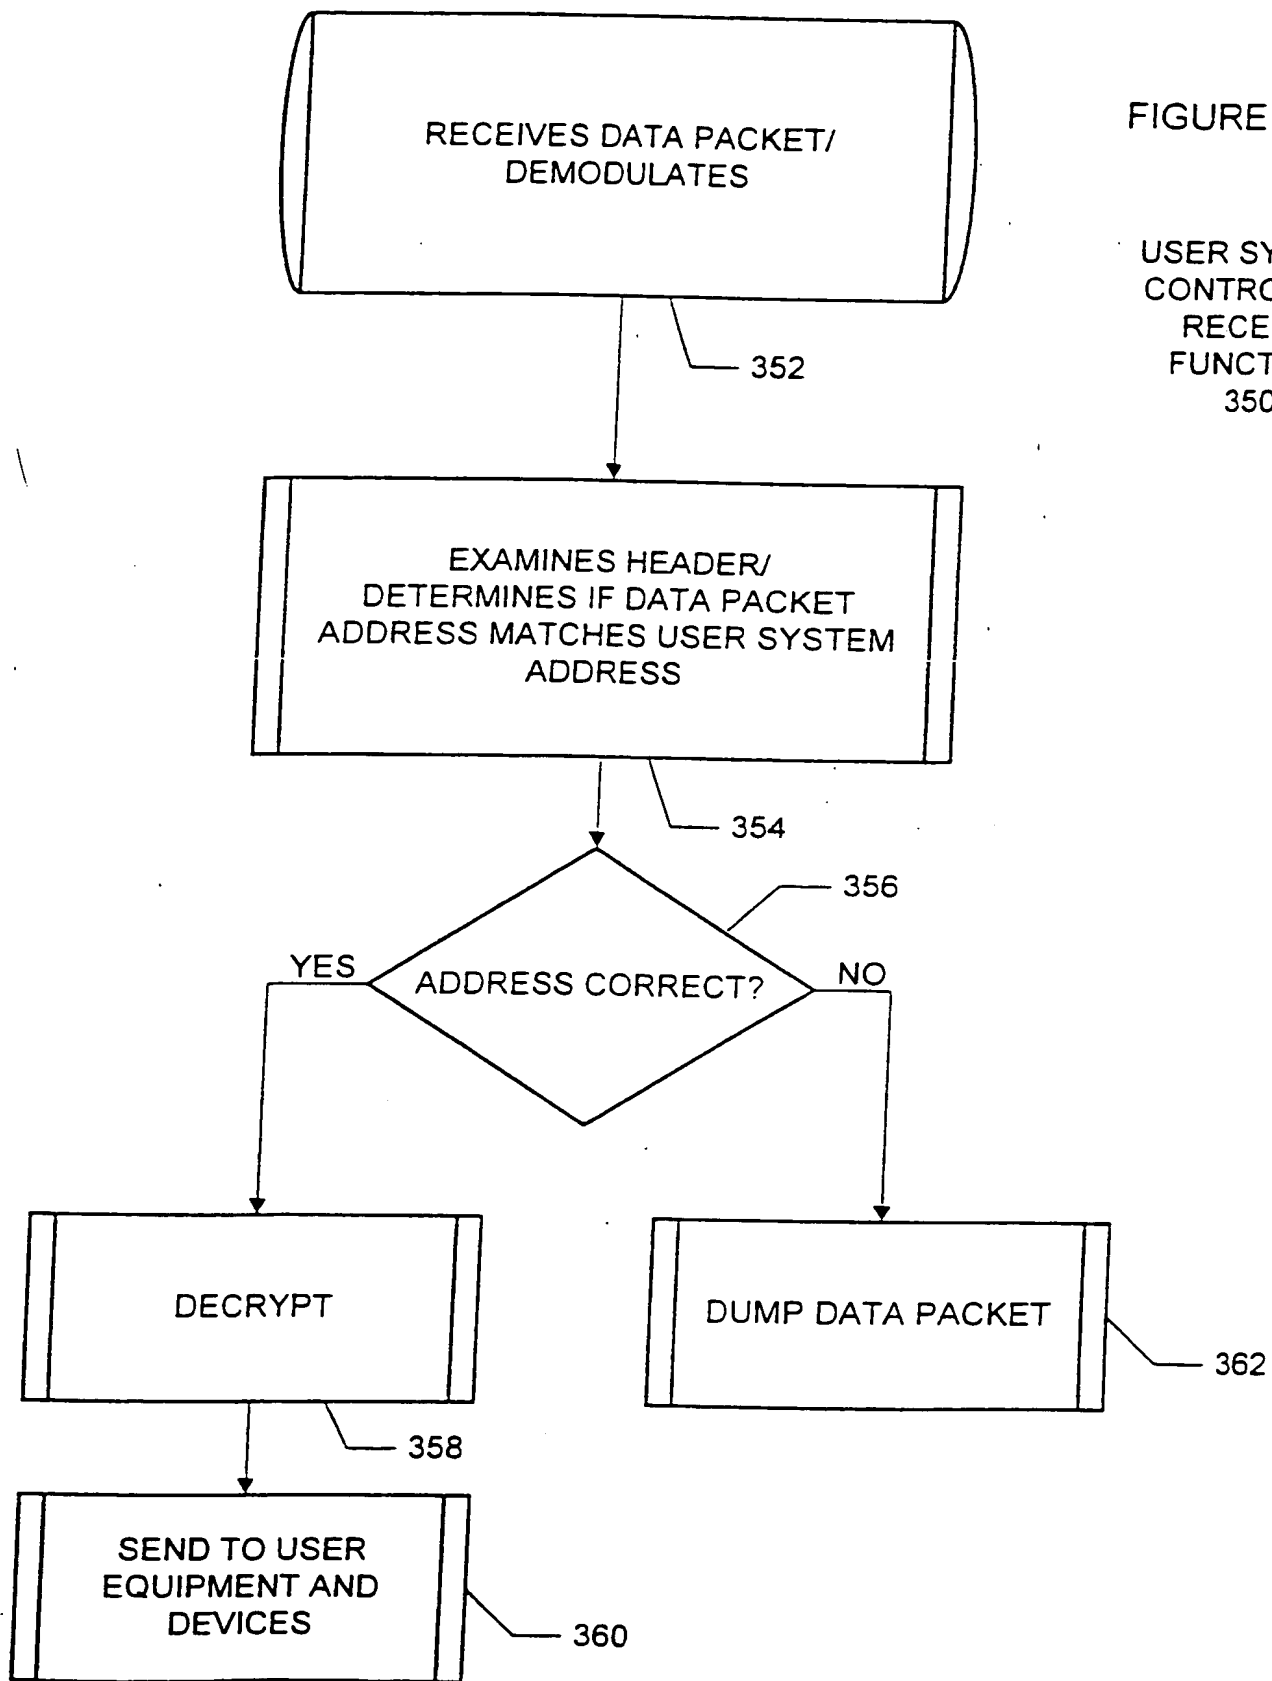 RECEIVES DATA PACKET/
DEMODULATES
FIGURE
USER SY
CONTRO
RECE
FUNCT
350
352
EXAMINES HEADER/
DETERMINES IF DATA PACKET
ADDRESS MATCHES USER SYSTEM
ADDRESS
354
356
YES
ADDRESS CORRECT?
NO
DECRYPT
DUMP DATA PACKET
362
358
SEND TO USER
EQUIPMENT AND
DEVICES
360